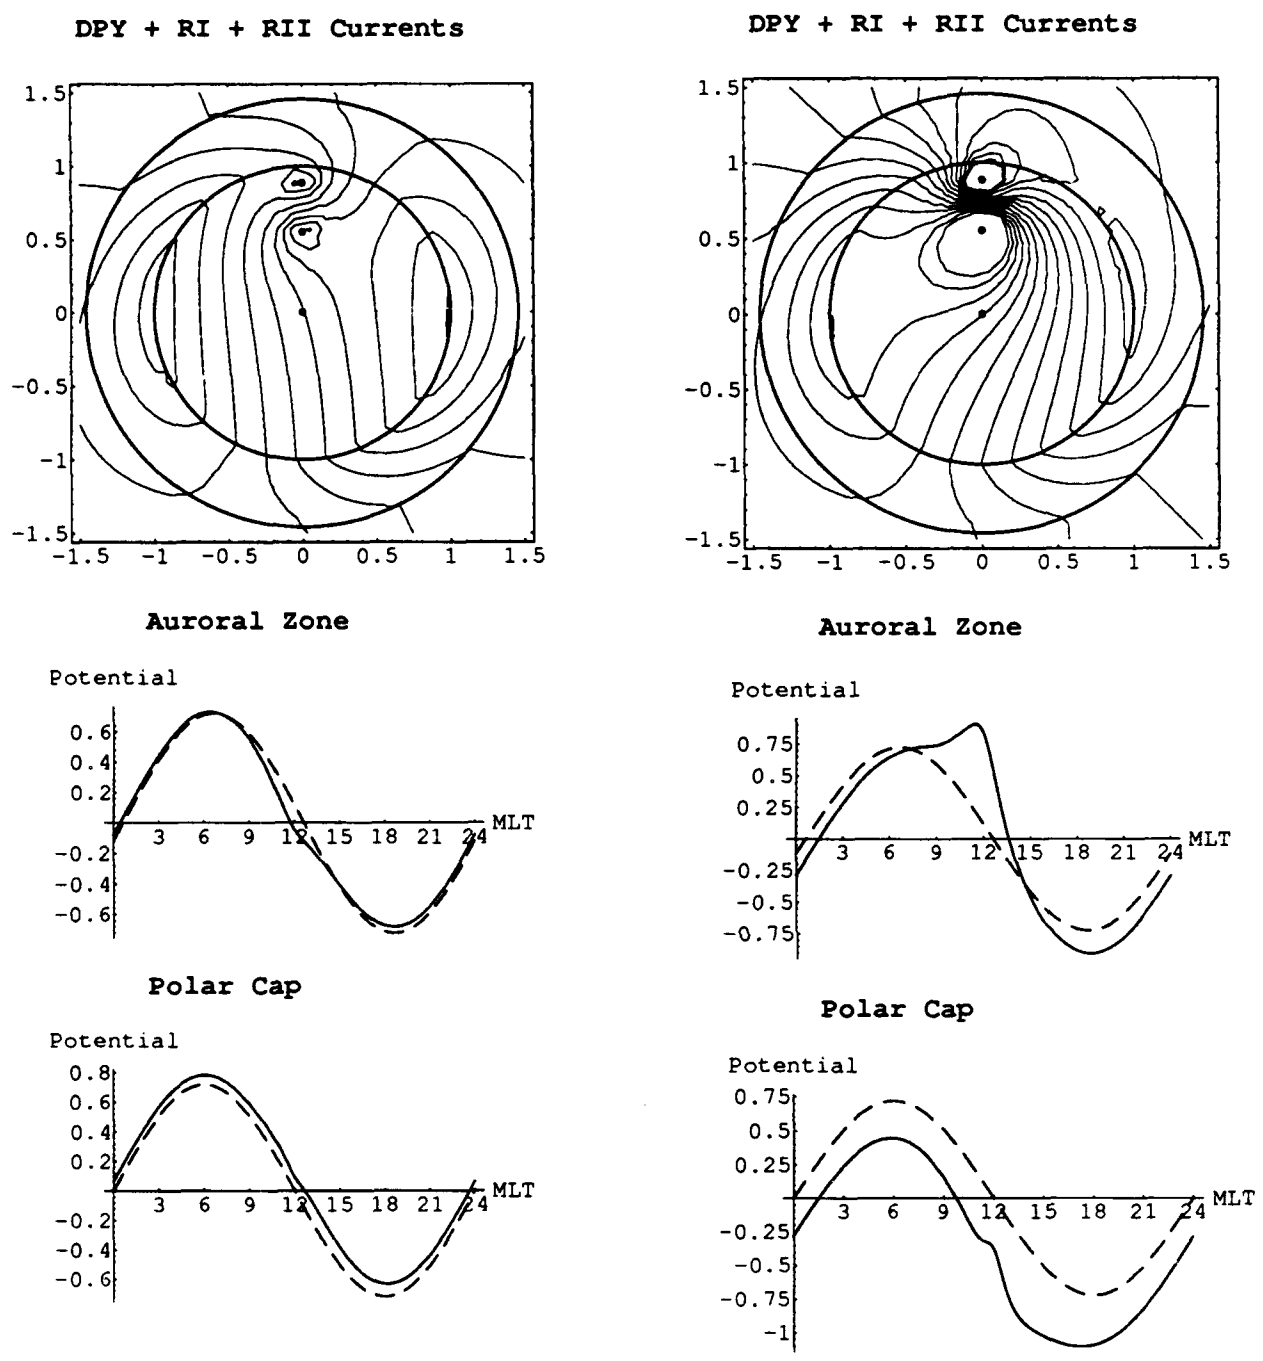 DPY + RI + RII Currents
1.5
1
0.5
0
-0.5
-1
-1.5
-1.5 -1 -0.5 0 0.5 1 1.5
Auroral Zone
Potential
0.6
0.4
0.2
-0.2
-0.4
-0.6
3 6 9 12 15 18 21 24 MLT
Polar Cap
Potential
0.8
0.6
0.4
0.2
-0.2
-0.4
-0.6
3 6 9 12 15 18 21 24 MLT
DPY + RI + RII Currents
1.5
1
0.5
0
-0.5
-1
-1.5
-1.5 -1 -0.5 0 0.5 1 1.5
Auroral Zone
Potential
0.75
0.5
0.25
-0.25
-0.5
-0.75
3 6 9 12 15 18 21 24 MLT
Polar Cap
Potential
0.75
0.5
0.25
-0.25
-0.5
-0.75
-1
3 6 9 12 15 18 21 24 MLT